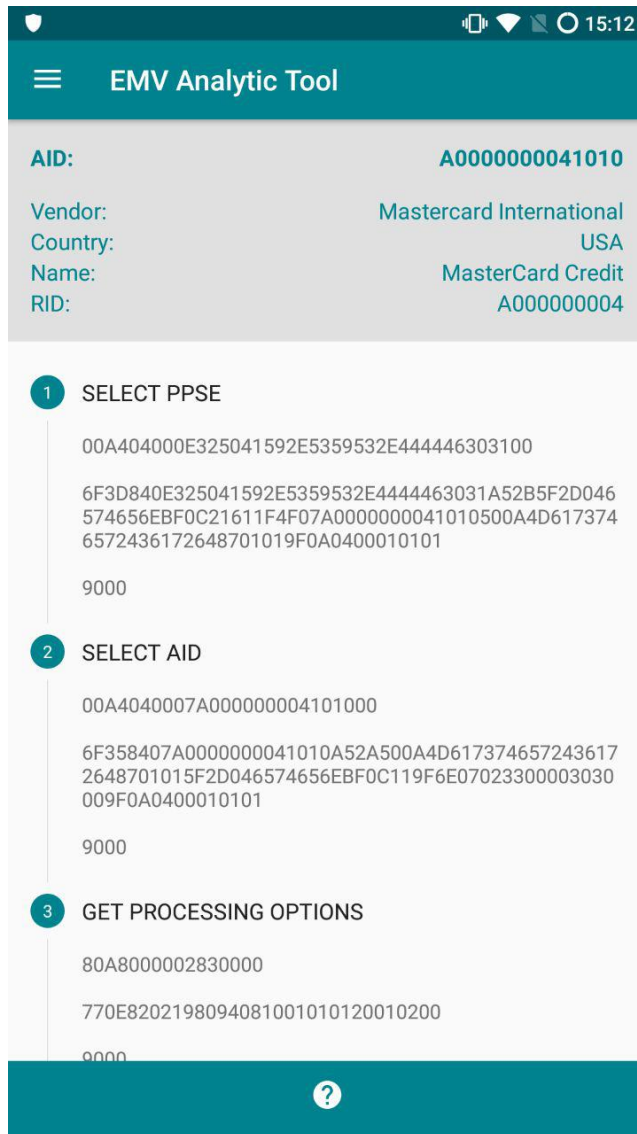 15:12
EMV Analytic Tool
AID: A0000000041010
Vendor: Mastercard International
Country: USA
Name: MasterCard Credit
RID: A000000004
1 SELECT PPSE
00A404000E325041592E5359532E444446303100
6F3D840E325041592E5359532E4444463031A52B5F2D046
574656EBF0C21611F4F07A0000000041010500A4D617374
6572436172648701019F0A0400010101
9000
2 SELECT AID
00A4040007A000000004101000
6F358407A0000000041010A52A500A4D617374657243617
2648701015F2D046574656EBF0C119F6E07023300003030
009F0A0400010101
9000
3 GET PROCESSING OPTIONS
80A8000002830000
770E8202198094081001010120010200
9000
?